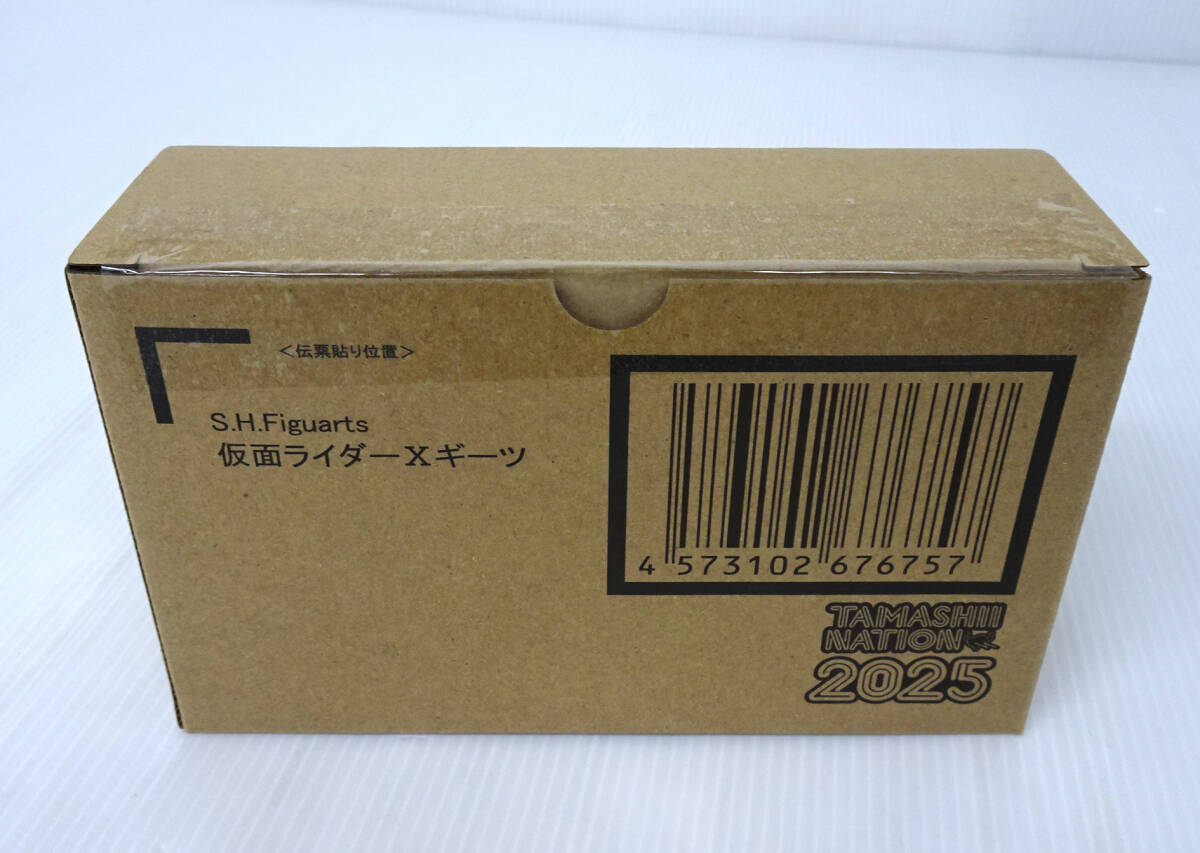 <伝票貼り位置>
S.H.Figuarts
仮面ライダーXギーツ
4 573102 676757
TAMASHII
NATION
2025